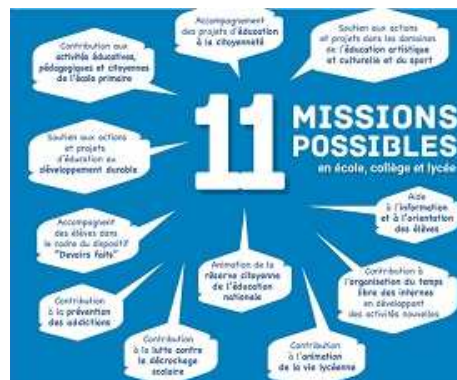 Accompagnement
des projets d'éducation
à la citoyenneté
Soutien aux actions
et projets dans les domaines
de l'éducation artistique
et culturelle et du sport
Contribution aux
activités éducatives,
pédagogiques et citoyennes
de l'école primaire
11
MISSIONS
POSSIBLES
en école, collège et lycée
Soutien aux actions
et projets
d'éducation au
développement durable
Aide
à l'information
et à l'orientation
des élèves
Accompagnent
des élèves dans
le cadre du dispositif
"Devoirs faits"
Animation de la
réserve citoyenne
de l'éducation
nationale
Contribution à
l'organisation du temps
libre des internes
en développant
des activités nouvelles
Contribution
à la prévention
des addictions
Contribution
à la lutte contre
le décrochage
scolaire
Contribution
à l'animation
de la vie lycéenne